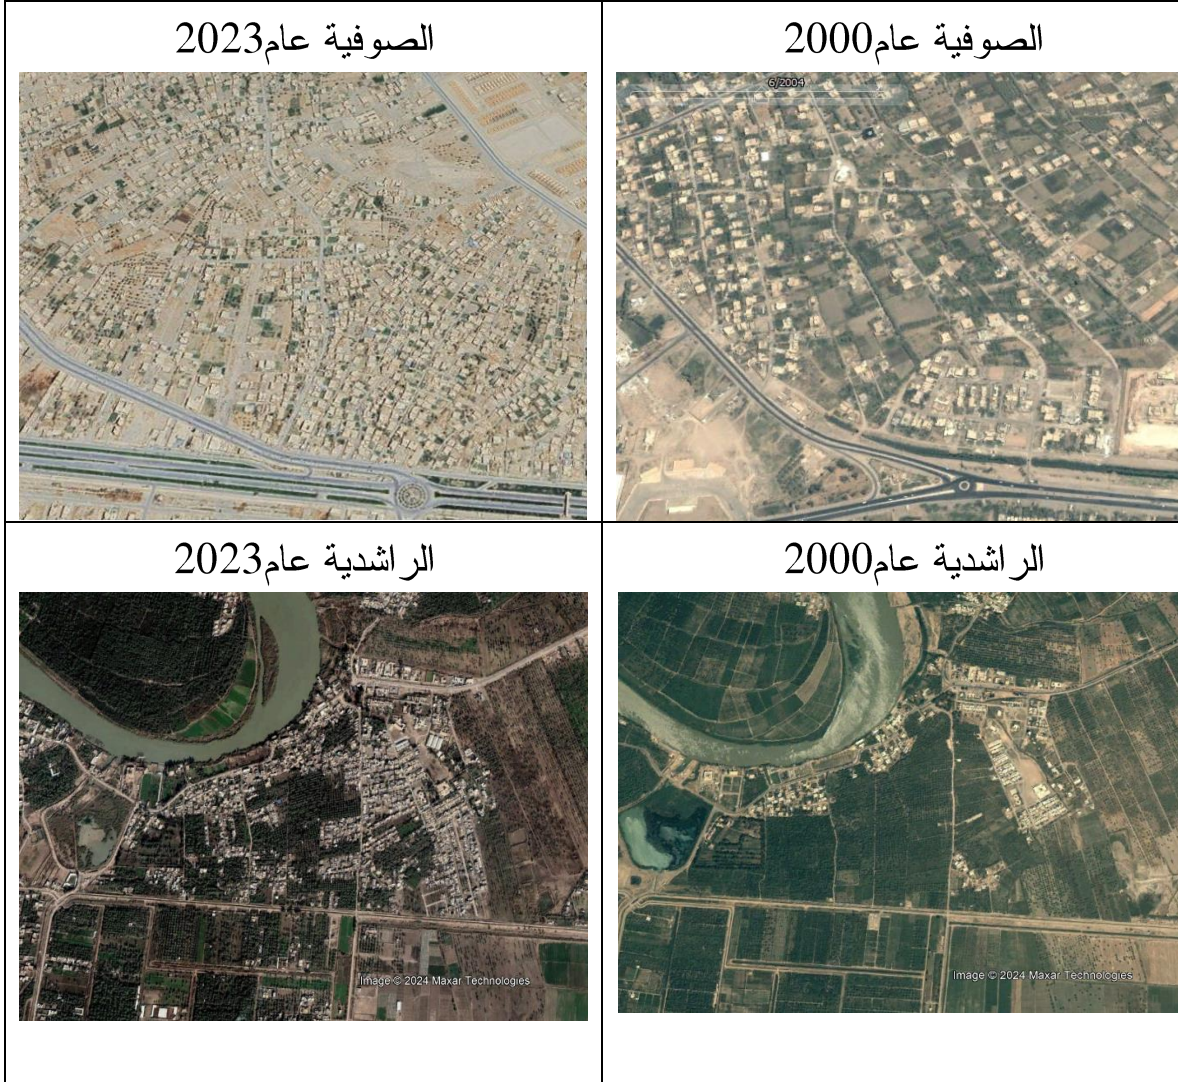 الصوفية عام2000
الصوفية عام2023
6/2004
الراشدية عام2000
الراشدية عام2023
Image © 2024 Maxar Technologies
Image © 2024 Maxar Technologies